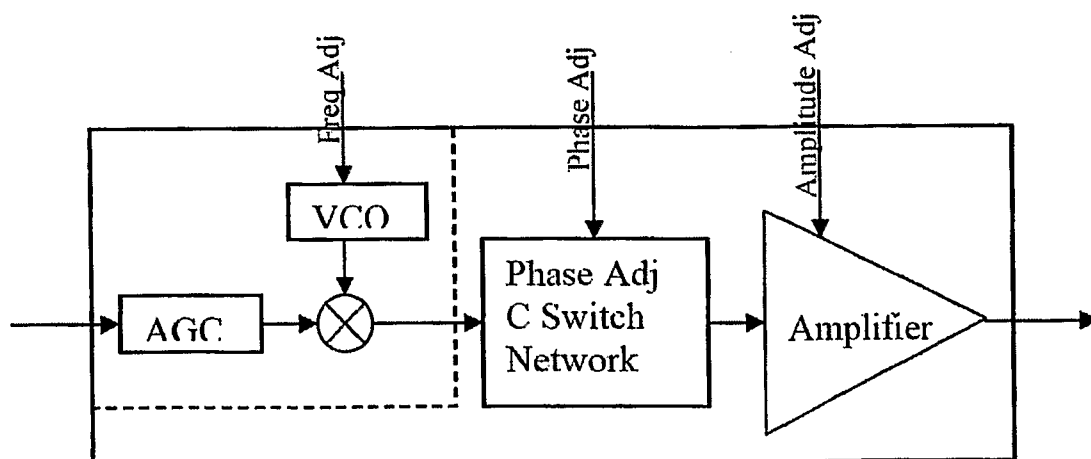 Freq Adj
Phase Adj
Amplitude Adj
VCO
AGC
Phase Adj
C Switch
Network
Amplifier